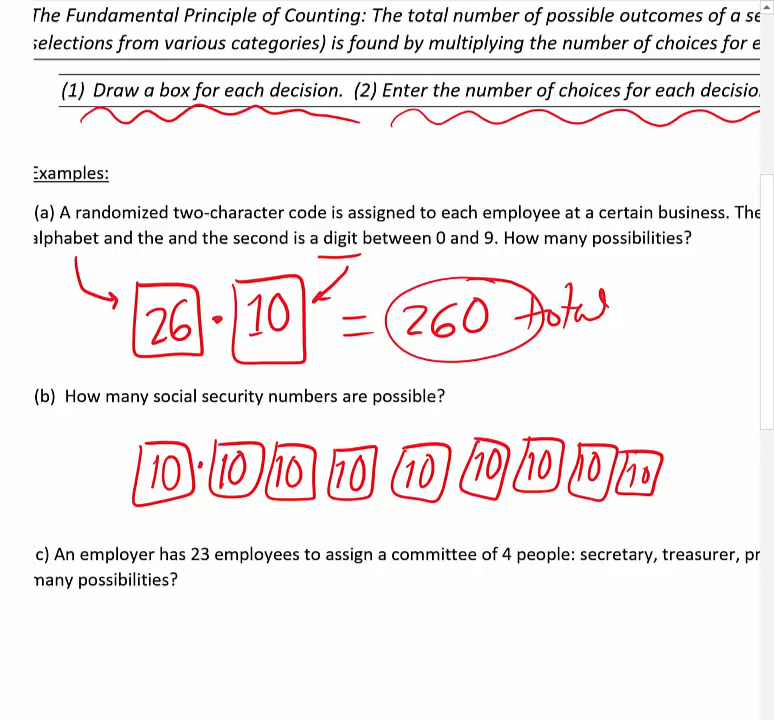 The Fundamental Principle of Counting: The total number of possible outcomes of a se
selections from various categories) is found by multiplying the number of choices for e
(1) Draw a box for each decision. (2) Enter the number of choices for each decisio
Examples:
(a) A randomized two-character code is assigned to each employee at a certain business. The
alphabet and the and the second is a digit between 0 and 9. How many possibilities?
26 · 10 = 260 total
(b) How many social security numbers are possible?
10 · 10 10 10 10 10 10 10 10
c) An employer has 23 employees to assign a committee of 4 people: secretary, treasurer, pr
many possibilities?